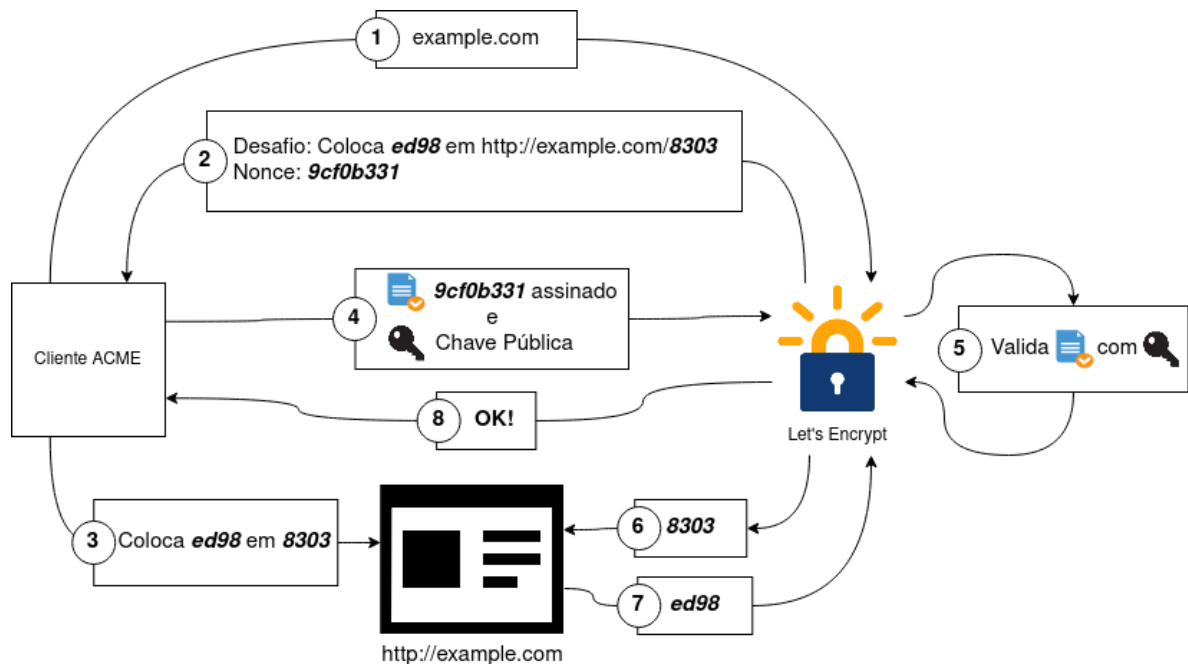 1 example.com
2 Desafio: Coloca ed98 em http://example.com/8303
Nonce: 9cf0b331
Cliente ACME
4 9cf0b331 assinado
e
Chave Pública
5 Valida com
8 OK!
Let's Encrypt
3 Coloca ed98 em 8303
6 8303
7 ed98
http://example.com